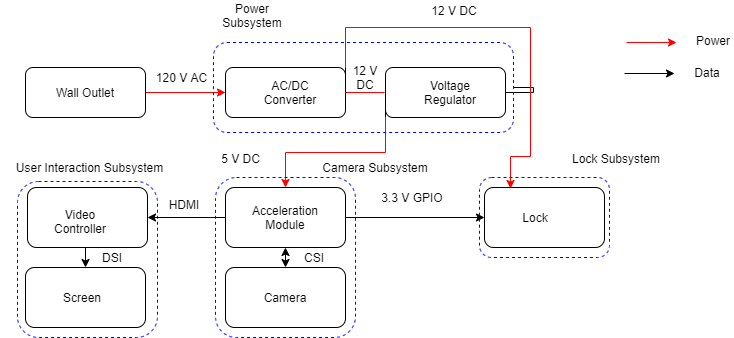 Power
Subsystem
12 V DC
Power
Data
Wall Outlet
120 V AC
AC/DC
Converter
12 V
DC
Voltage
Regulator
5 V DC
User Interaction Subsystem
Camera Subsystem
Lock Subsystem
Video
Controller
HDMI
Acceleration
Module
3.3 V GPIO
Lock
DSI
CSI
Screen
Camera